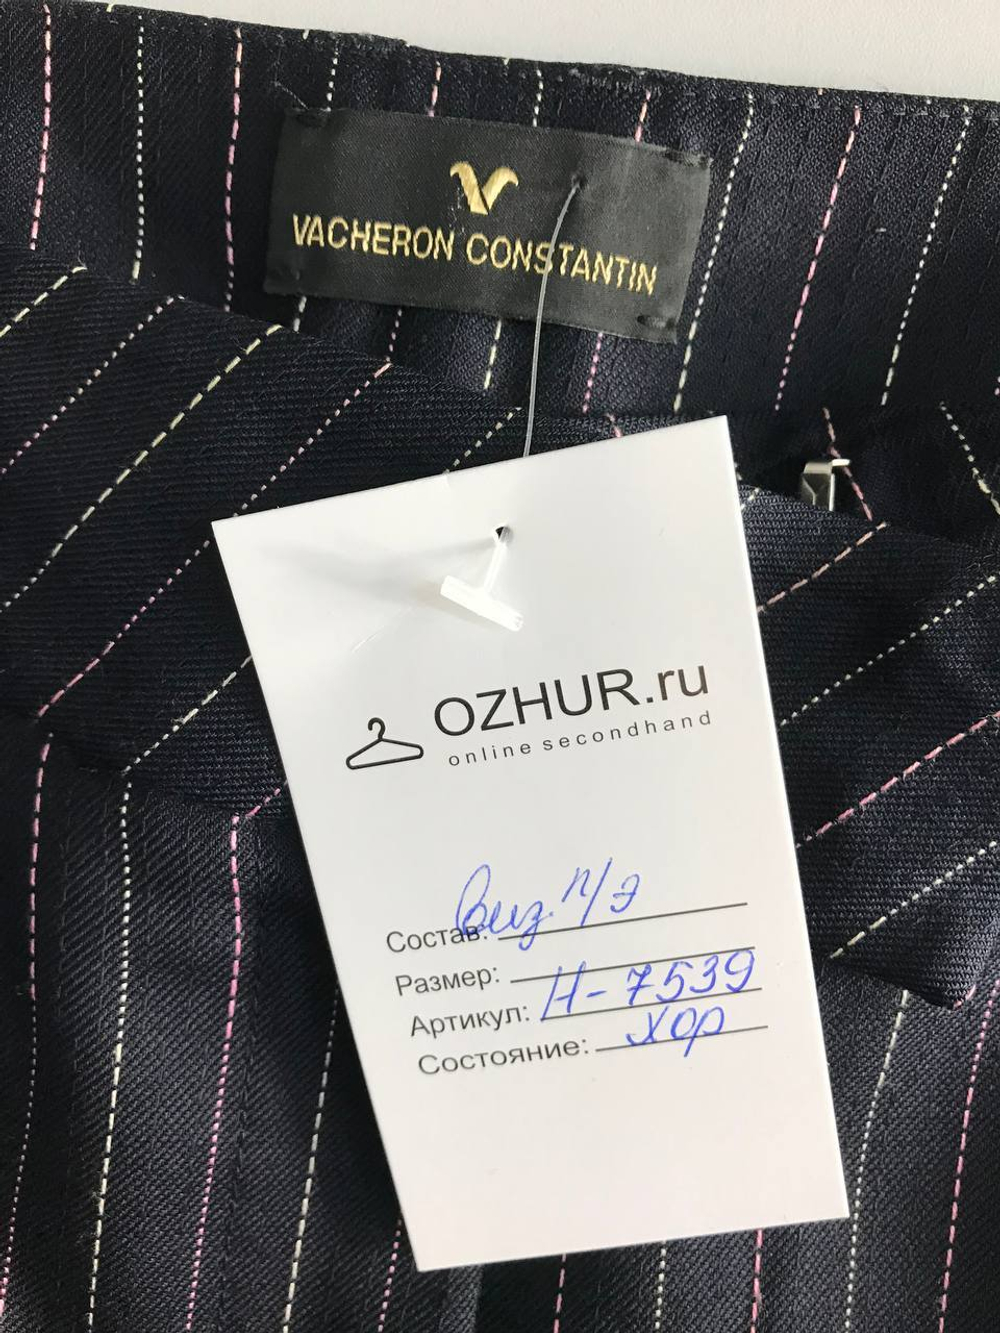 VACHERON CONSTANTIN
OZHUR.ru
online secondhand
Состав: Виз. п/э
Размер:
Артикул: Н-7539
Состояние: хор